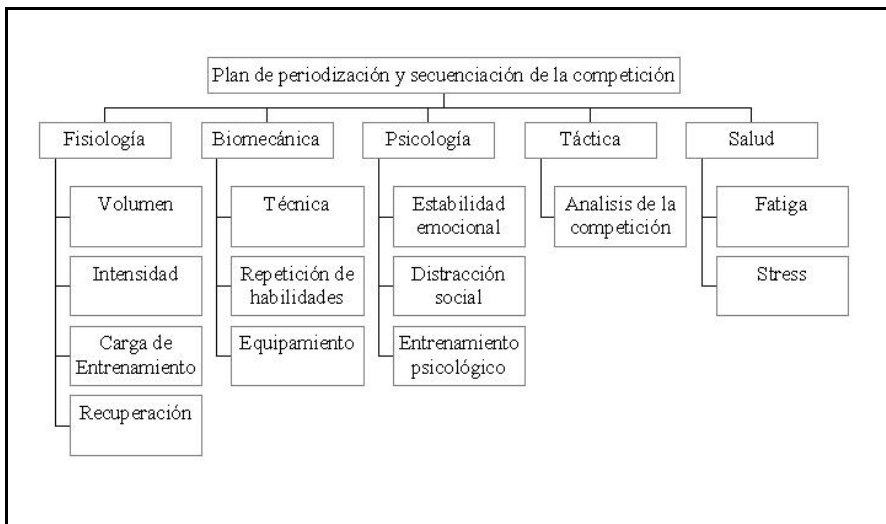 Plan de periodización y secuenciación de la competición
Fisiología
Biomecánica
Psicología
Táctica
Salud
Volumen
Intensidad
Carga de
Entrenamiento
Recuperación
Técnica
Repetición de
habilidades
Equipamiento
Estabilidad
emocional
Distracción
social
Entrenamiento
psicológico
Analisis de la
competición
Fatiga
Stress